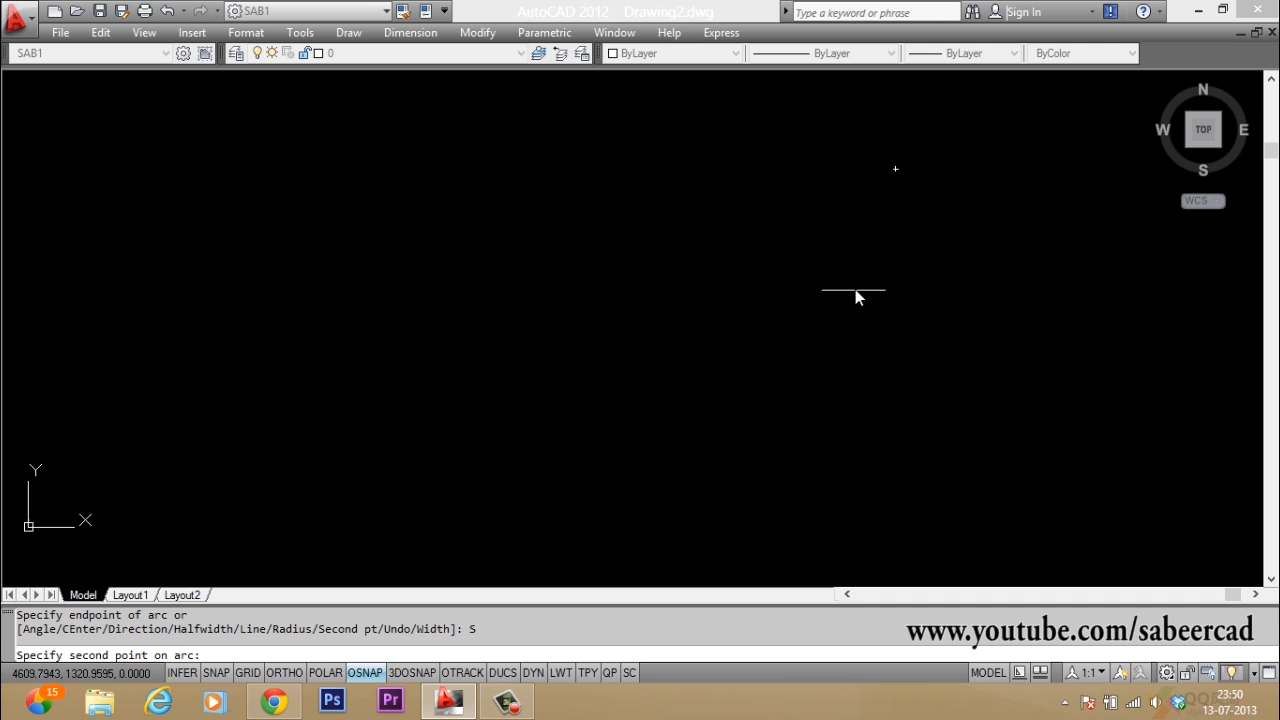 SAB1 AutoCAD 2012 Drawing2.dwg Type a keyword or phrase Sign In
File Edit View Insert Format Tools Draw Dimension Modify Parametric Window Help Express
SAB1 0 ByLayer ByLayer ByLayer ByColor
N
W TOP E
S
WCS
Y
X
Model Layout1 Layout2
Specify endpoint of arc or
[Angle/CEnter/Direction/Halfwidth/Line/Radius/Second pt/Undo/Width]: S
www.youtube.com/sabeercad
Specify second point on arc:
4609.7943, 1320.9595, 0.0000 INFER SNAP GRID ORTHO POLAR OSNAP 3DOSNAP OTRACK DUCS DYN LWT TPY QP SC MODEL 1:1
15 Ps Pr 23:50
13-07-2013